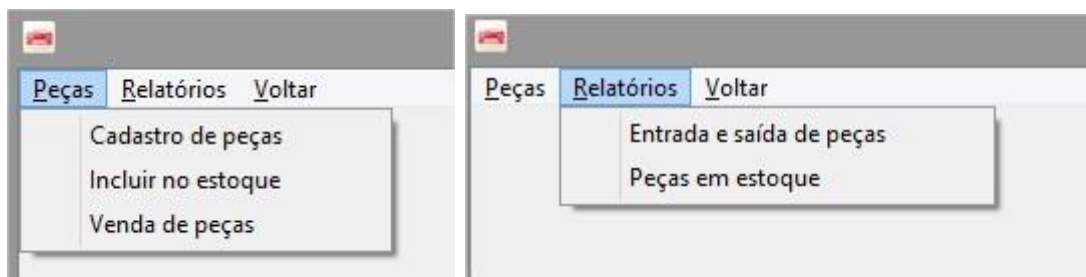 Peças Relatórios Voltar
Cadastro de peças
Incluir no estoque
Venda de peças
Peças Relatórios Voltar
Entrada e saída de peças
Peças em estoque